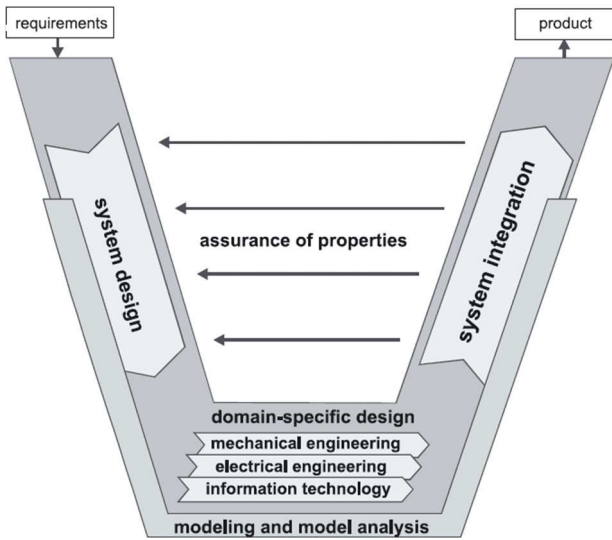 requirements
product
system design
assurance of properties
system integration
domain-specific design
mechanical engineering
electrical engineering
information technology
modeling and model analysis